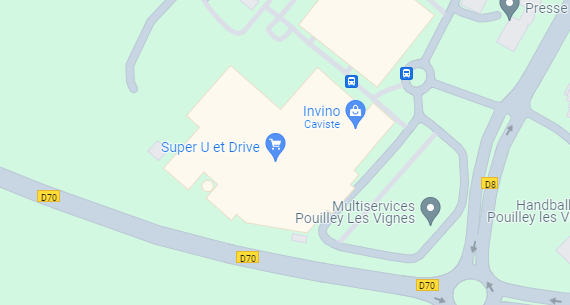 Presse
Invino
Caviste
Super U et Drive
D8
D70
Multiservices
Pouilley Les Vignes
Handball
Pouilley les V
D70
D70